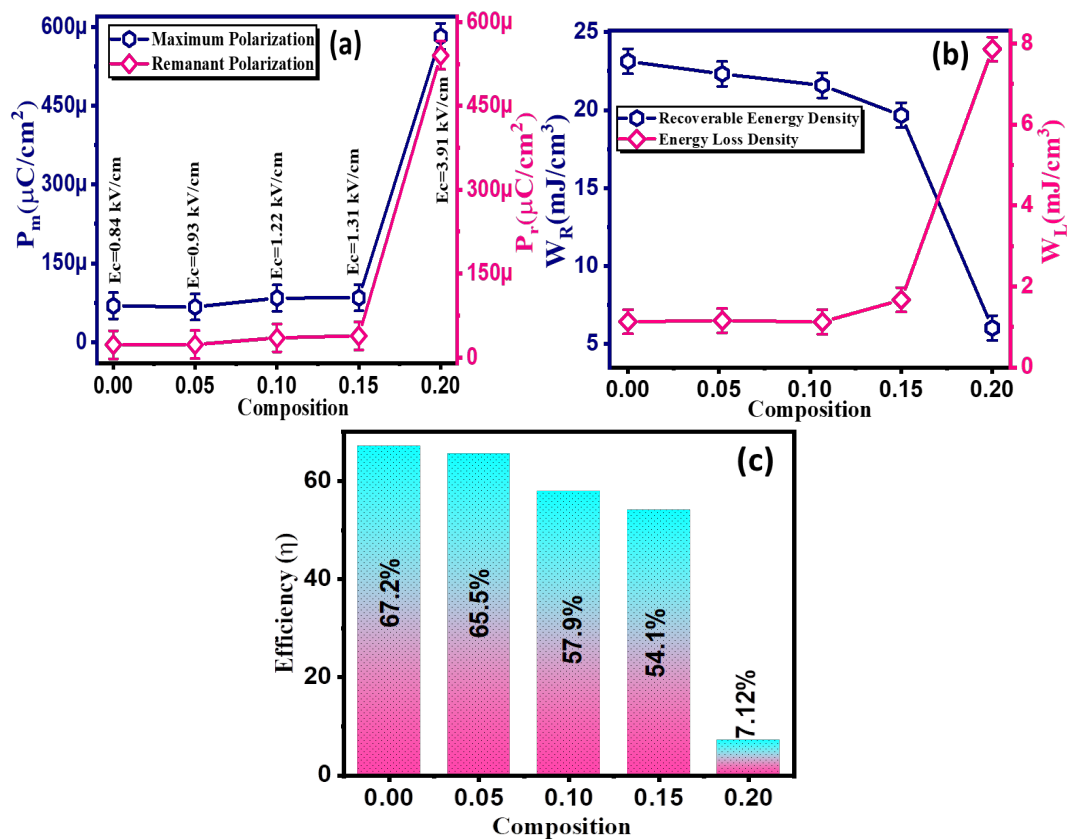 (a)
Maximum Polarization
Remanant Polarization
P_m(μC/cm²)
600μ
450μ
300μ
150μ
0
Ec=0.84 kV/cm
Ec=0.93 kV/cm
Ec=1.22 kV/cm
Ec=1.31 kV/cm
Ec=3.91 kV/cm
600μ
450μ
300μ
150μ
0
P_r(μC/cm²)
0.00 0.05 0.10 0.15 0.20
Composition
(b)
Recoverable Eenergy Density
Energy Loss Density
W_R(mJ/cm³)
25
20
15
10
5
8
6
4
2
0
W_L(mJ/cm³)
0.00 0.05 0.10 0.15 0.20
Composition
(c)
Efficiency (η)
60
40
20
0
67.2%
65.5%
57.9%
54.1%
7.12%
0.00 0.05 0.10 0.15 0.20
Composition